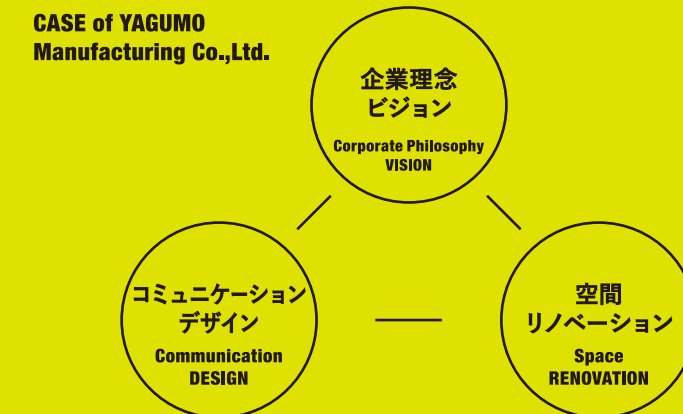 CASE of YAGUMO
Manufacturing Co.,Ltd.
企業理念
ビジョン
Corporate Philosophy
VISION
コミュニケーション
デザイン
Communication
DESIGN
空間
リノベーション
Space
RENOVATION